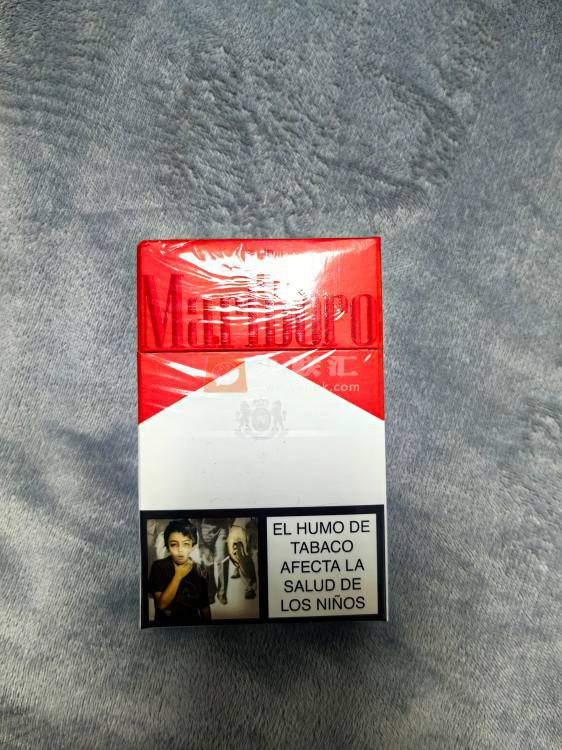 Marlboro
EL HUMO DE
TABACO
AFECTA LA
SALUD DE
LOS NIÑOS